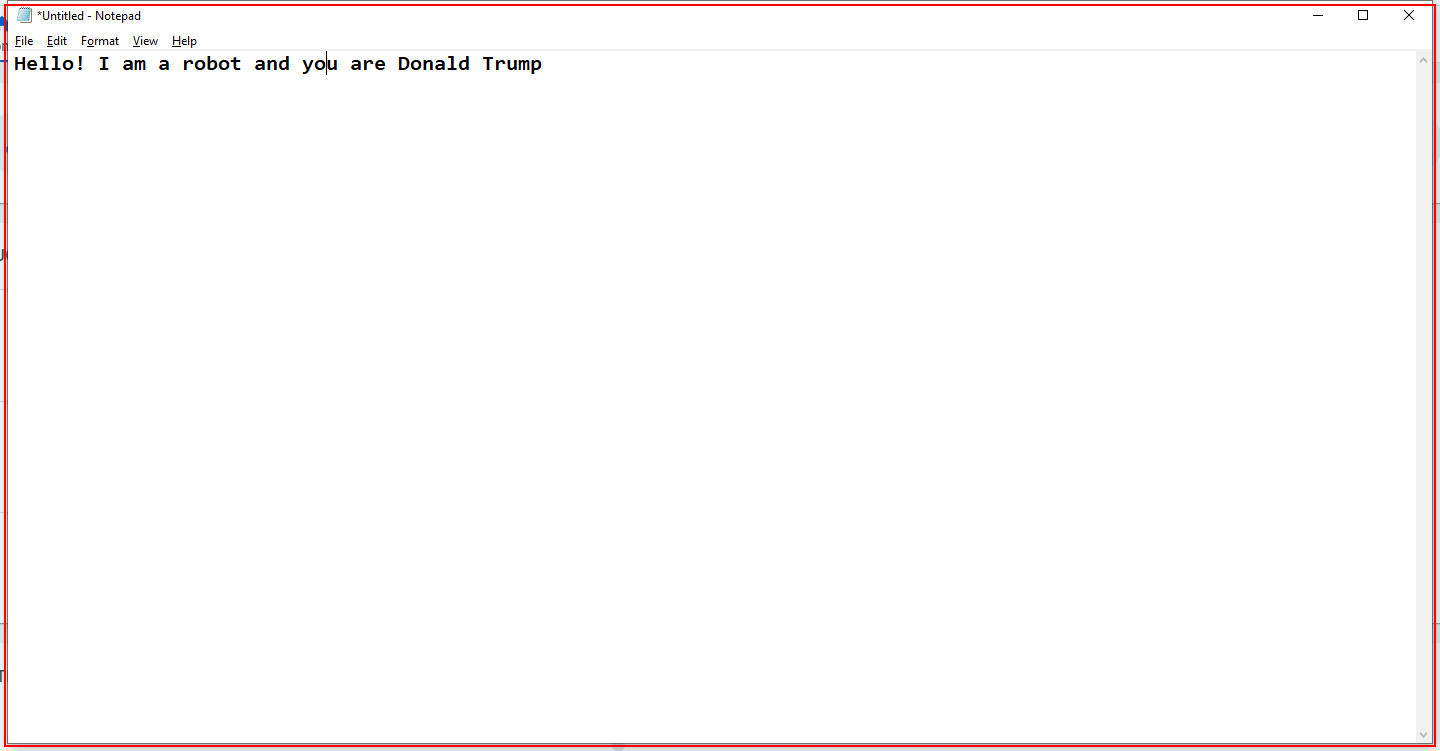 *Untitled - Notepad
File Edit Format View Help
Hello! I am a robot and you are Donald Trump